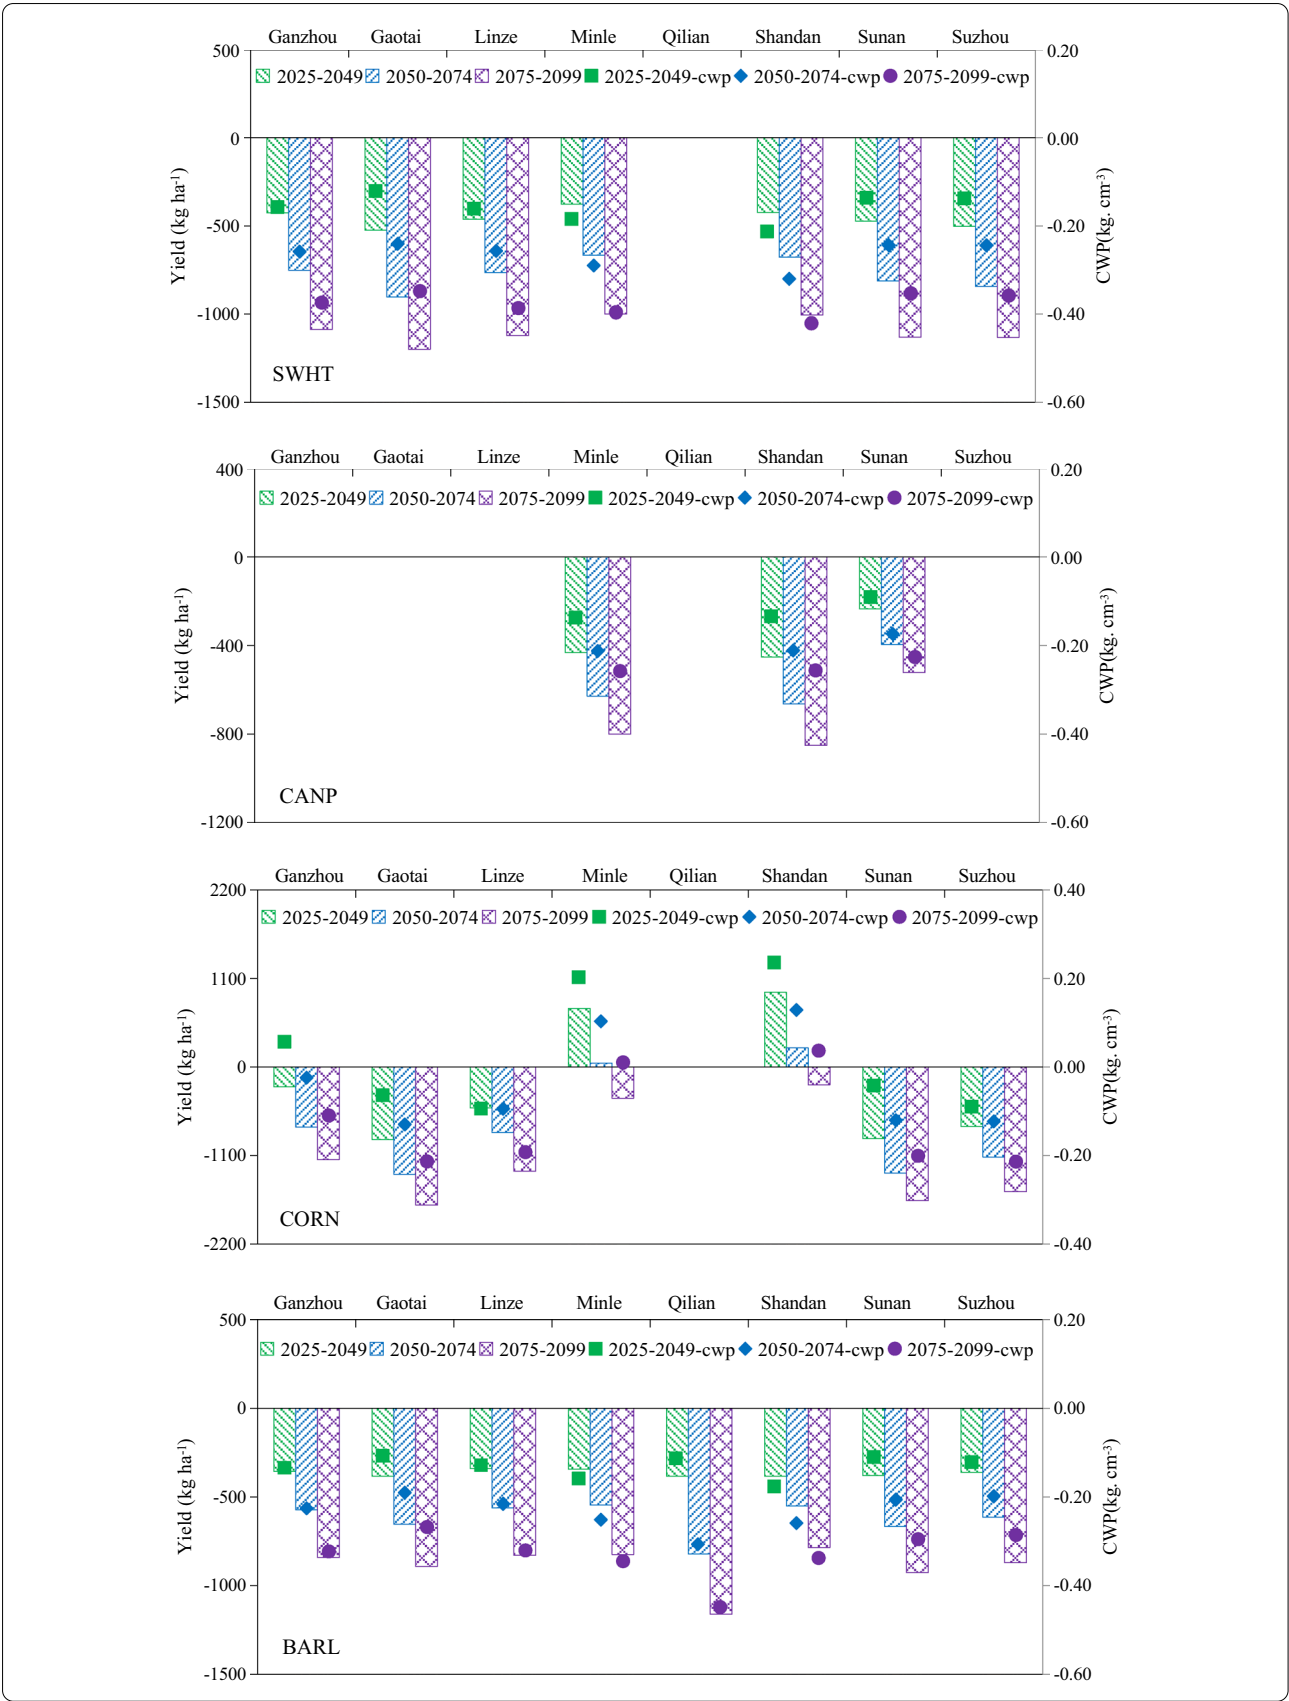 Ganzhou Gaotai Linze Minle Qilian Shandan Sunan Suzhou
500 0.20
2025-2049 2050-2074 2075-2099 2025-2049-cwp 2050-2074-cwp 2075-2099-cwp
0 0.00
Yield (kg ha-1)
CWP(kg. cm-3)
-500 -0.20
-1000 -0.40
SWHT
-1500 -0.60
Ganzhou Gaotai Linze Minle Qilian Shandan Sunan Suzhou
400 0.20
2025-2049 2050-2074 2075-2099 2025-2049-cwp 2050-2074-cwp 2075-2099-cwp
0 0.00
Yield (kg ha-1)
CWP(kg. cm-3)
-400 -0.20
-800 -0.40
CANP
-1200 -0.60
Ganzhou Gaotai Linze Minle Qilian Shandan Sunan Suzhou
2200 0.40
2025-2049 2050-2074 2075-2099 2025-2049-cwp 2050-2074-cwp 2075-2099-cwp
1100 0.20
Yield (kg ha-1)
CWP(kg. cm-3)
0 0.00
-1100 -0.20
CORN
-2200 -0.40
Ganzhou Gaotai Linze Minle Qilian Shandan Sunan Suzhou
500 0.20
2025-2049 2050-2074 2075-2099 2025-2049-cwp 2050-2074-cwp 2075-2099-cwp
0 0.00
Yield (kg ha-1)
CWP(kg. cm-3)
-500 -0.20
-1000 -0.40
BARL
-1500 -0.60